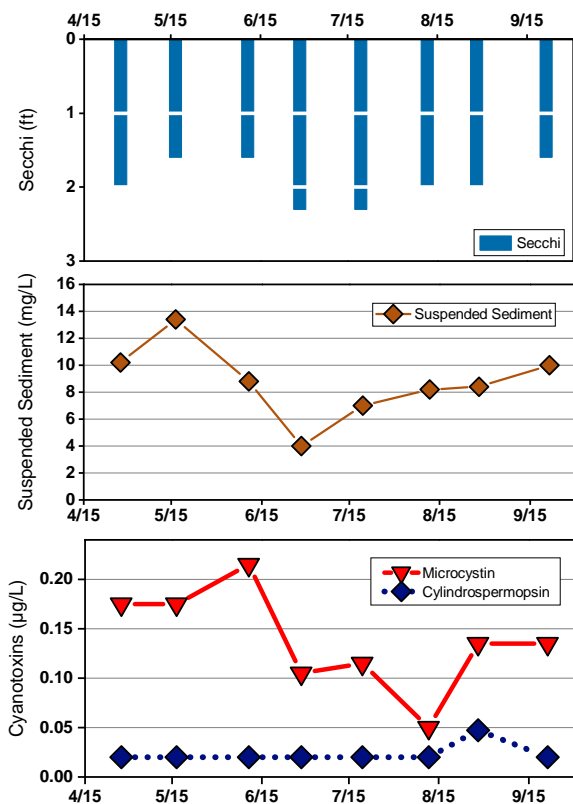 4/15 5/15 6/15 7/15 8/15 9/15
0
1
2
3
Secchi (ft)
Secchi
16
14
12
10
8
6
4
2
0
Suspended Sediment (mg/L)
Suspended Sediment
4/15 5/15 6/15 7/15 8/15 9/15
0.20
0.15
0.10
0.05
0.00
Cyanotoxins (µg/L)
Microcystin
Cylindrospermopsin
4/15 5/15 6/15 7/15 8/15 9/15